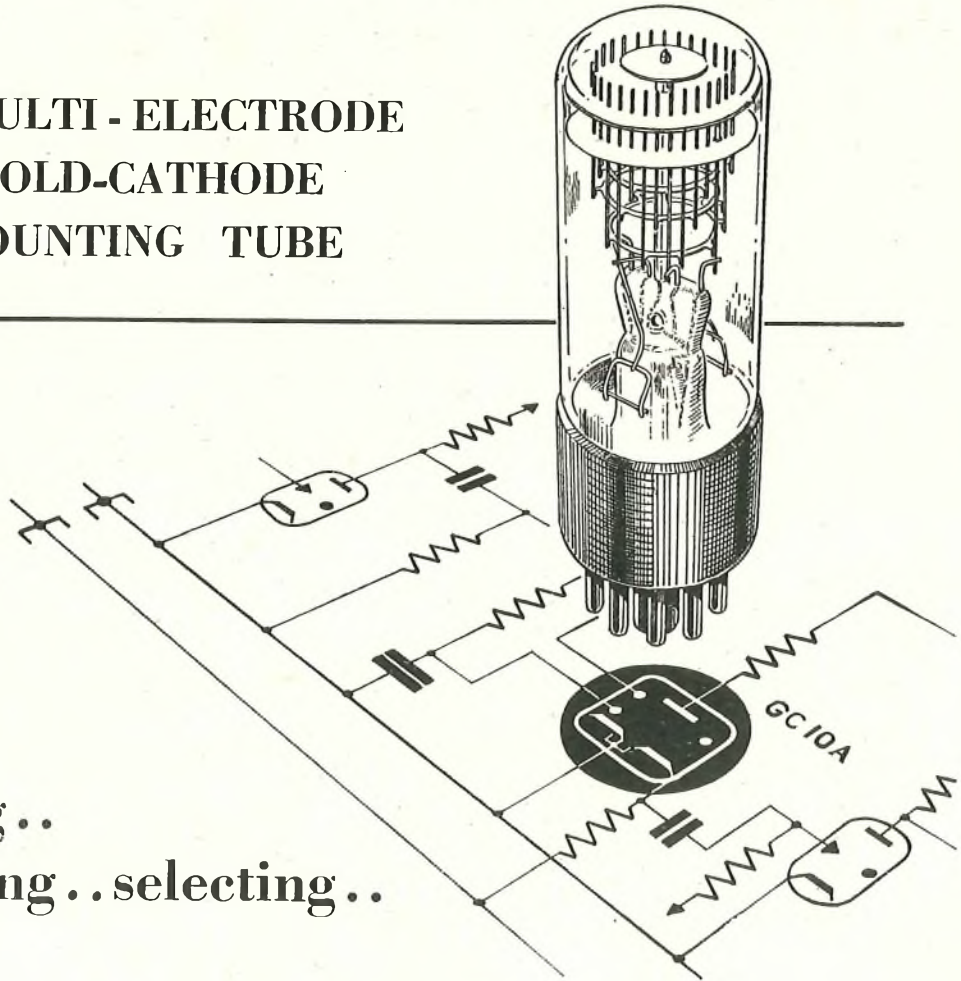 ULTI - ELECTRODE
OLD-CATHODE
OUNTING TUBE
GC10A
g..
ng..selecting..